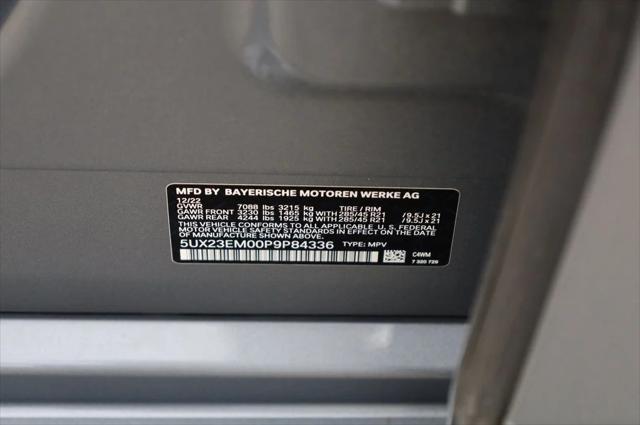 MFD BY BAYERISCHE MOTOREN WERKE AG
12/22
GVWR 7088 lbs 3215 kg TIRE / RIM
GAWR FRONT 3230 lbs 1465 kg WITH 285/45 R21 /9.5J x 21
GAWR REAR 4244 lbs 1925 kg WITH 285/45 R21 /9.5J x 21
THIS VEHICLE CONFORMS TO ALL APPLICABLE U.S. FEDERAL
MOTOR VEHICLE SAFETY STANDARDS IN EFFECT
ON THE DATE OF MANUFACTURE SHOWN ABOVE.
5UX23EM00P9P84336 TYPE: MPV
C4WM
7 320 729